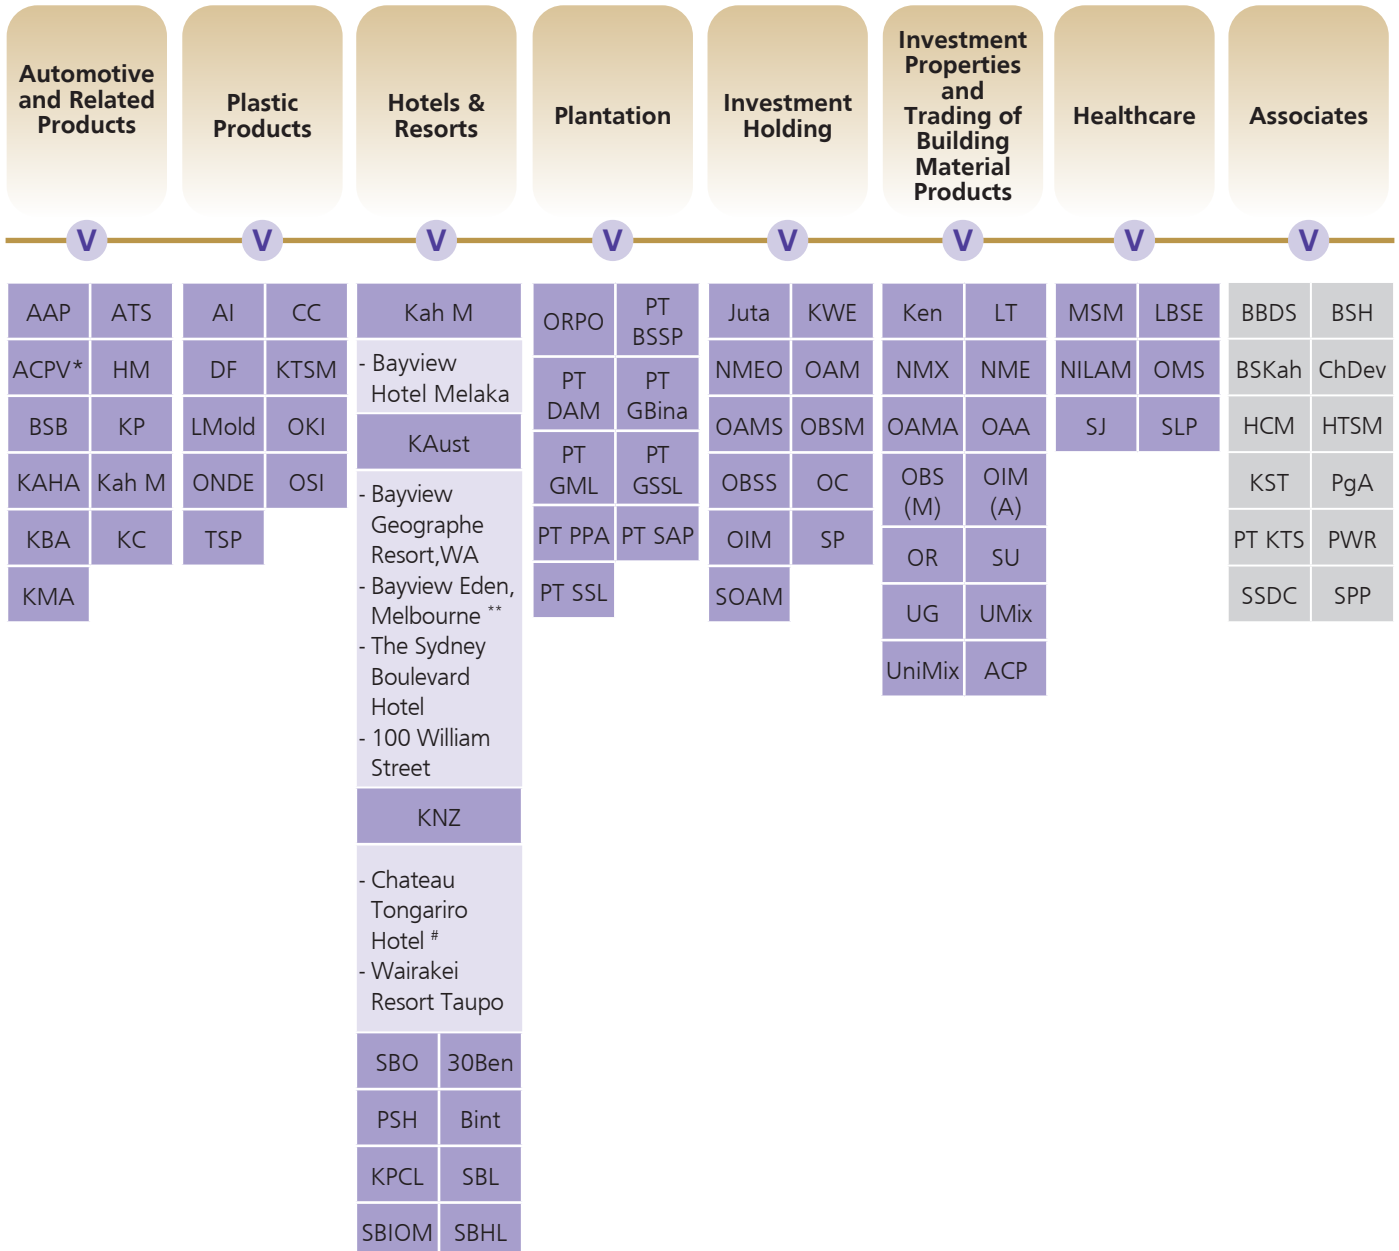 Automotive
and Related
Products
Plastic
Products
Hotels &
Resorts
Plantation
Investment
Holding
Investment
Properties
and
Trading of
Building
Material
Products
Healthcare
Associates
V V V V V V V V
AAP ATS
ACPV* HM
BSB KP
KAHA Kah M
KBA KC
KMA
AI CC
DF KTSM
LMold OKI
ONDE OSI
TSP
Kah M
- Bayview
Hotel Melaka
KAust
- Bayview
Geographe
Resort,WA
- Bayview Eden,
Melbourne **
- The Sydney
Boulevard
Hotel
- 100 William
Street
KNZ
- Chateau
Tongariro
Hotel #
- Wairakei
Resort Taupo
SBO 30Ben
PSH Bint
KPCL SBL
SBIOM SBHL
ORPO
PT
BSSP
PT
DAM
PT
GBina
PT
GML
PT
GSSL
PT PPA PT SAP
PT SSL
Juta KWE
NMEO OAM
OAMS OBSM
OBSS OC
OIM SP
SOAM
Ken LT
NMX NME
OAMA OAA
OBS
(M)
OIM
(A)
OR SU
UG UMix
UniMix ACP
MSM LBSE
NILAM OMS
SJ SLP
BBDS BSH
BSKah ChDev
HCM HTSM
KST PgA
PT KTS PWR
SSDC SPP